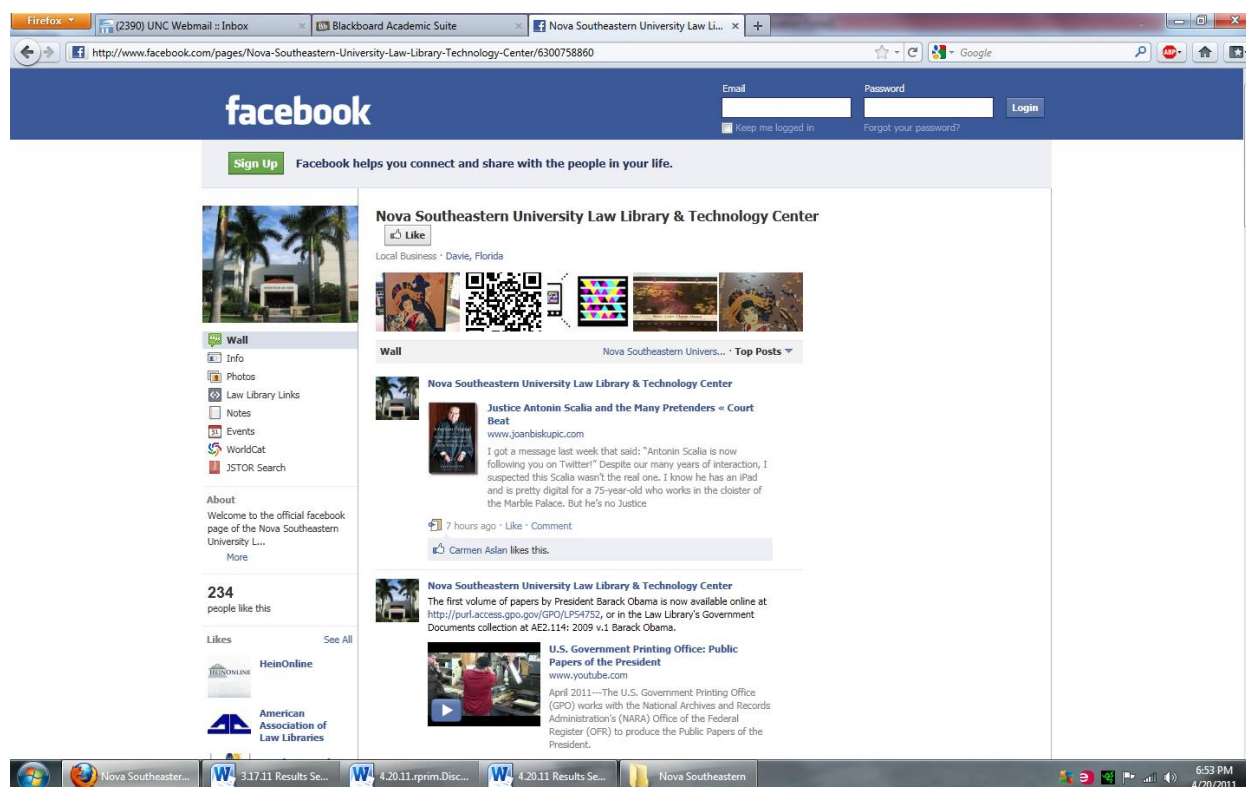 Firefox
(2390) UNC Webmail :: Inbox
Blackboard Academic Suite
Nova Southeastern University Law Li...
http://www.facebook.com/pages/Nova-Southeastern-University-Law-Library-Technology-Center/6300758860
Google
ABP
facebook
Email
Password
Login
Keep me logged in
Forgot your password?
Sign Up
Facebook helps you connect and share with the people in your life.
Nova Southeastern University Law Library & Technology Center
Like
Local Business · Davie, Florida
Wall
Info
Photos
Law Library Links
Notes
Events
WorldCat
JSTOR Search
About
Welcome to the official facebook
page of the Nova Southeastern
University L...
More
234
people like this
Likes
See All
HEINONLINE
HeinOnline
American
Association of
Law Libraries
Wall
Nova Southeastern Univers... · Top Posts
Nova Southeastern University Law Library & Technology Center
Justice Antonin Scalia and the Many Pretenders « Court
Beat
www.joanbiskupic.com
I got a message last week that said: "Antonin Scalia is now
following you on Twitter!" Despite our many years of interaction, I
suspected this Scalia wasn't the real one. I know he has an iPad
and is pretty digital for a 75-year-old who works in the cloister of
the Marble Palace. But he's no Justice
7 hours ago · Like · Comment
Carmen Aslan likes this.
Nova Southeastern University Law Library & Technology Center
The first volume of papers by President Barack Obama is now available online at
http://purl.access.gpo.gov/GPO/LPS4752, or in the Law Library's Government
Documents collection at AE2.114: 2009 v.1 Barack Obama.
U.S. Government Printing Office: Public
Papers of the President
www.youtube.com
April 2011---The U.S. Government Printing Office
(GPO) works with the National Archives and Records
Administration's (NARA) Office of the Federal
Register (OFR) to produce the Public Papers of the
President.
Nova Southeaster...
3.17.11 Results Se...
4.20.11.rprim.Disc...
4.20.11 Results Se...
Nova Southeastern
6:53 PM
4/20/2011